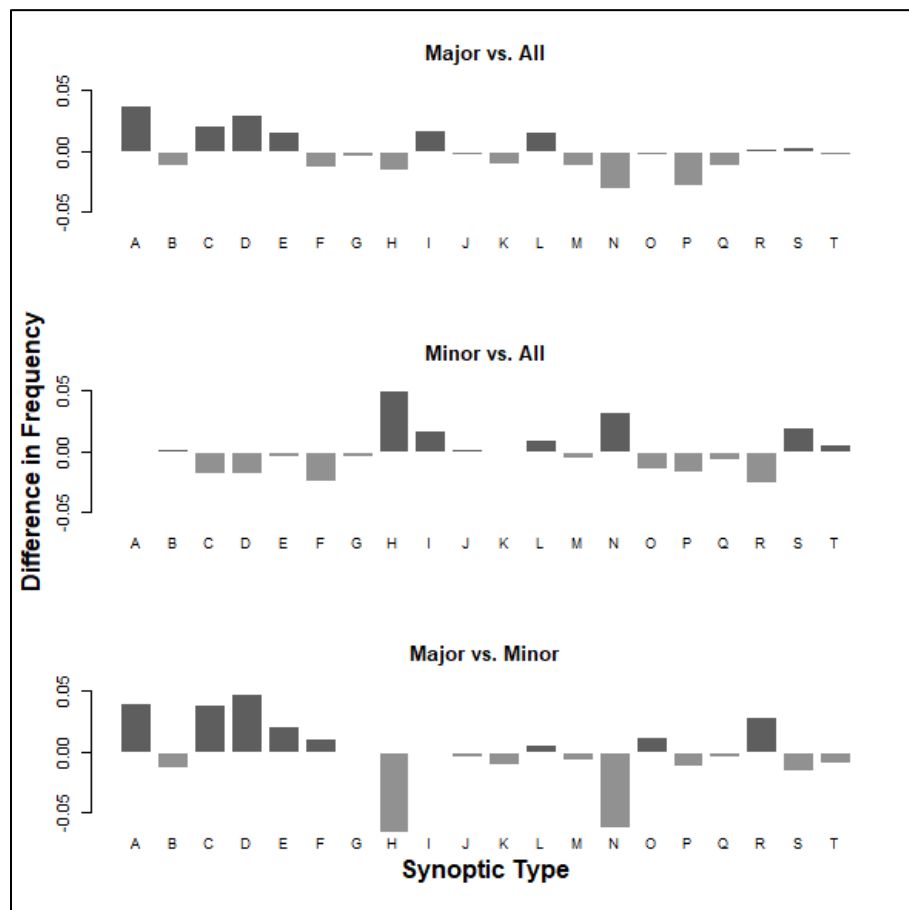 Major vs. All
0.05
0.00
-0.05
A B C D E F G H I J K L M N O P Q R S T
Minor vs. All
0.05
0.00
-0.05
A B C D E F G H I J K L M N O P Q R S T
Difference in Frequency
Major vs. Minor
0.05
0.00
-0.05
A B C D E F G H I J K L M N O P Q R S T
Synoptic Type